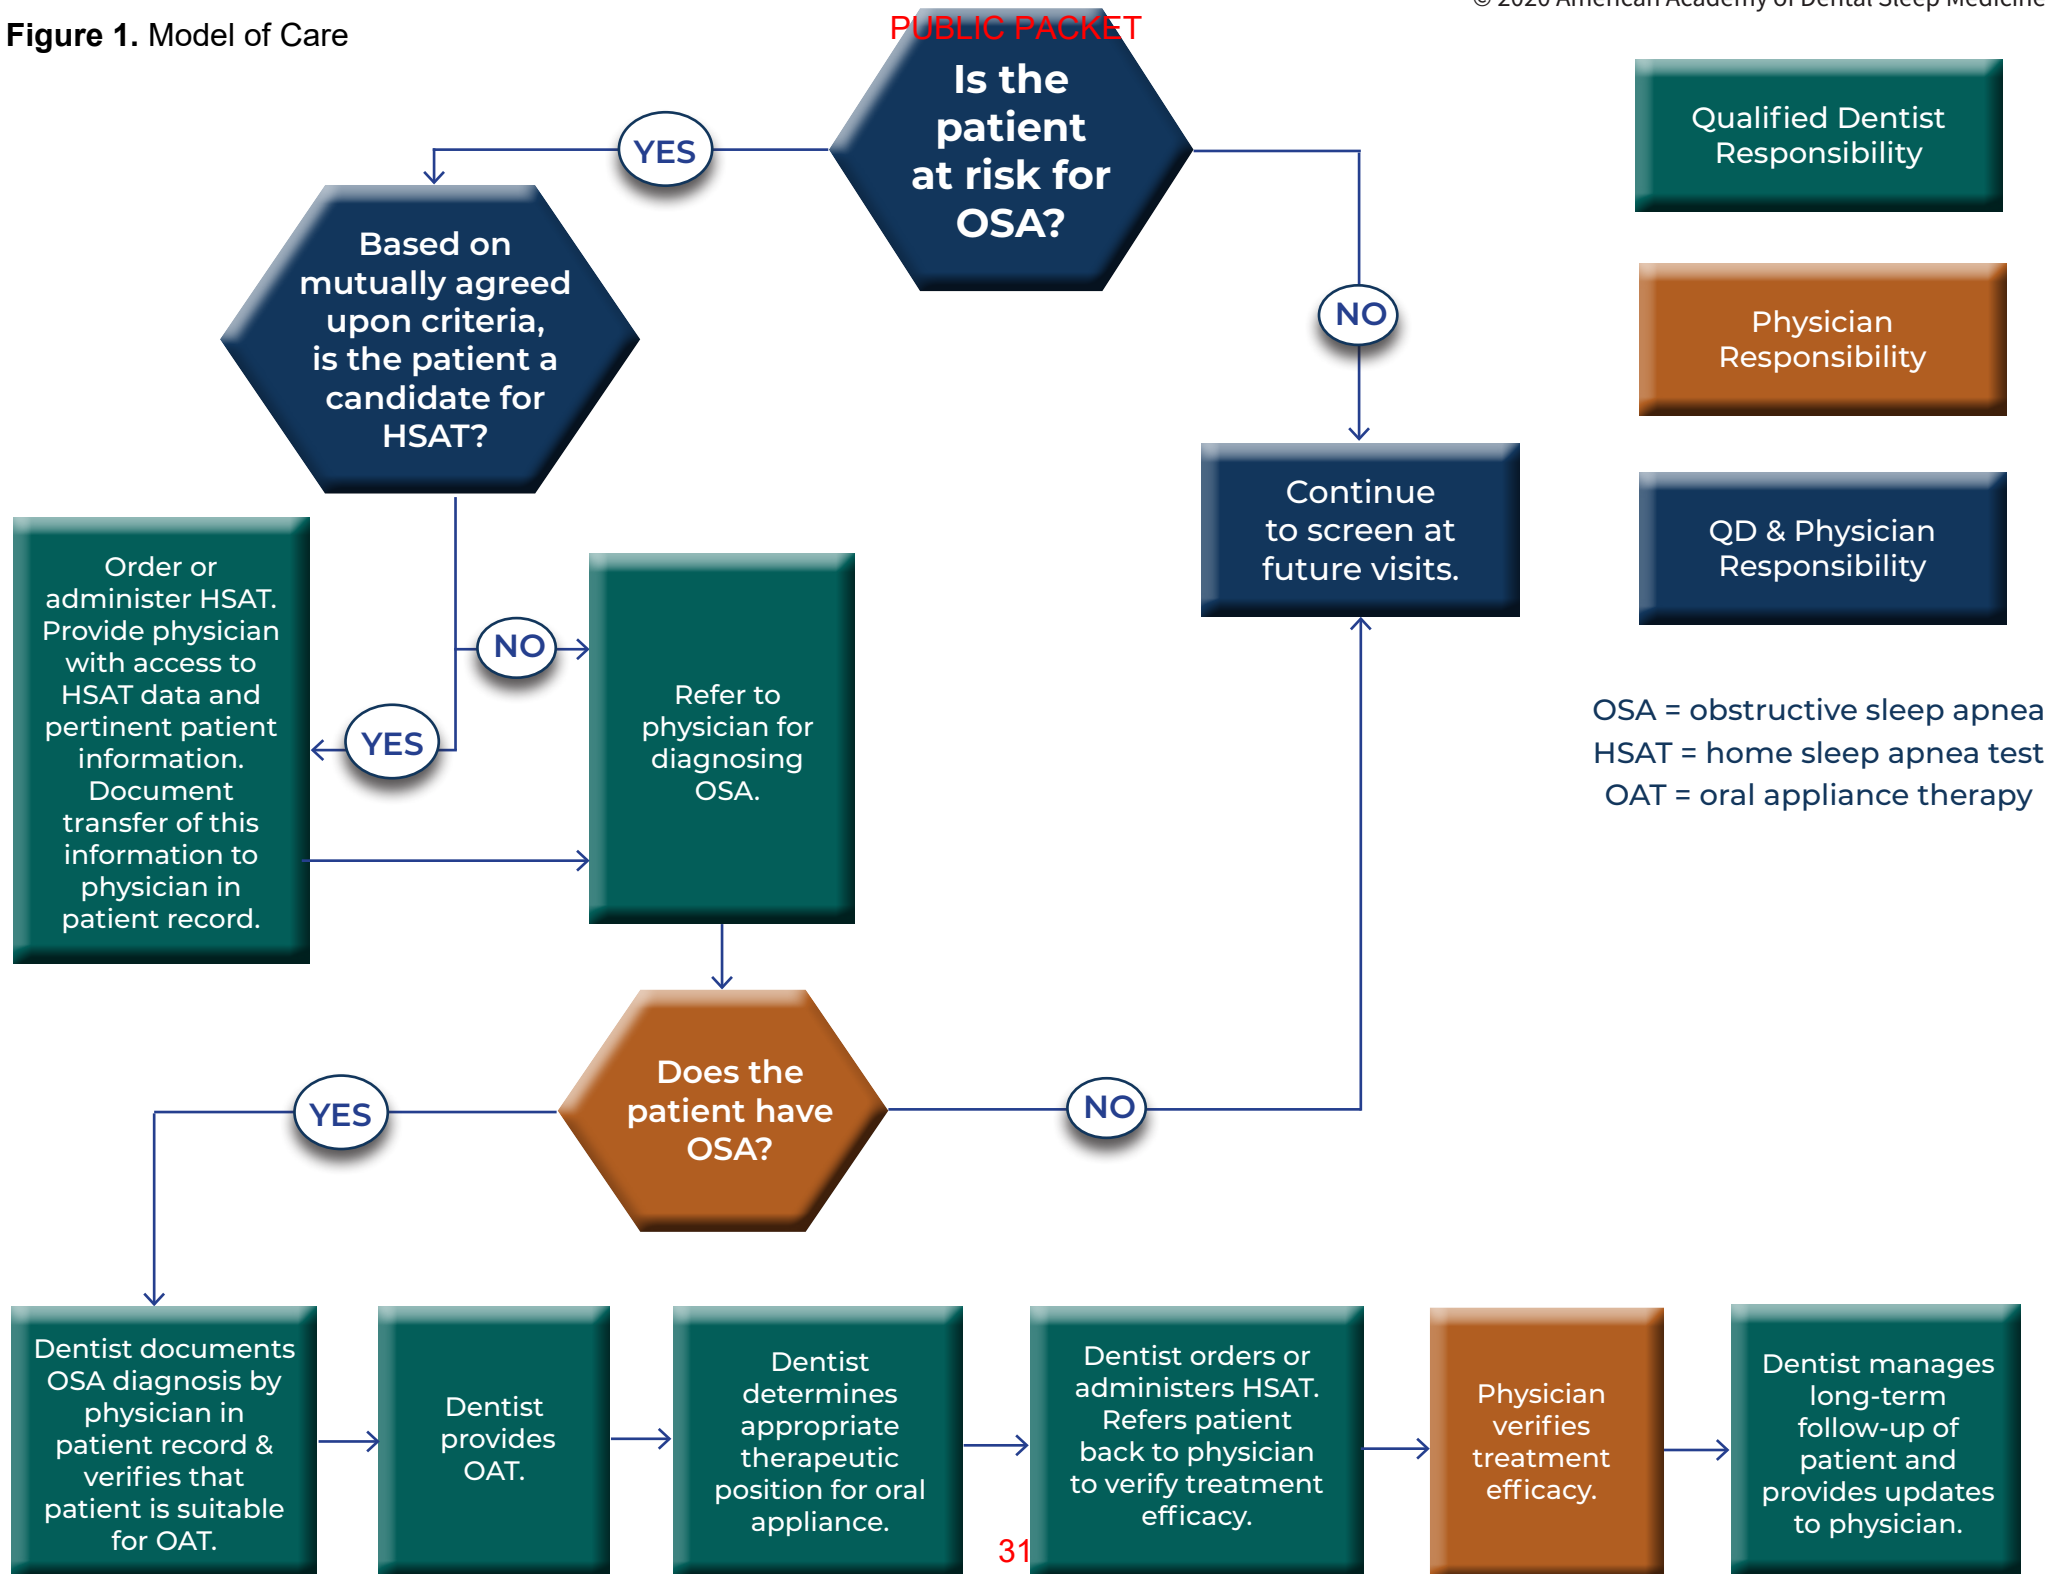 © 2020 American Academy of Dental Sleep Medicine
Figure 1. Model of Care
PUBLIC PACKET
Is the
patient
at risk for
OSA?
YES
NO
Based on
mutually agreed
upon criteria,
is the patient a
candidate for
HSAT?
Qualified Dentist
Responsibility
Physician
Responsibility
QD & Physician
Responsibility
OSA = obstructive sleep apnea
HSAT = home sleep apnea test
OAT = oral appliance therapy
Continue
to screen at
future visits.
NO
YES
Order or
administer HSAT.
Provide physician
with access to
HSAT data and
pertinent patient
information.
Document
transfer of this
information to
physician in
patient record.
Refer to
physician for
diagnosing
OSA.
Does the
patient have
OSA?
YES
NO
Dentist documents
OSA diagnosis by
physician in
patient record &
verifies that
patient is suitable
for OAT.
Dentist
provides
OAT.
Dentist
determines
appropriate
therapeutic
position for oral
appliance.
Dentist orders or
administers HSAT.
Refers patient
back to physician
to verify treatment
efficacy.
Physician
verifies
treatment
efficacy.
Dentist manages
long-term
follow-up of
patient and
provides updates
to physician.
31